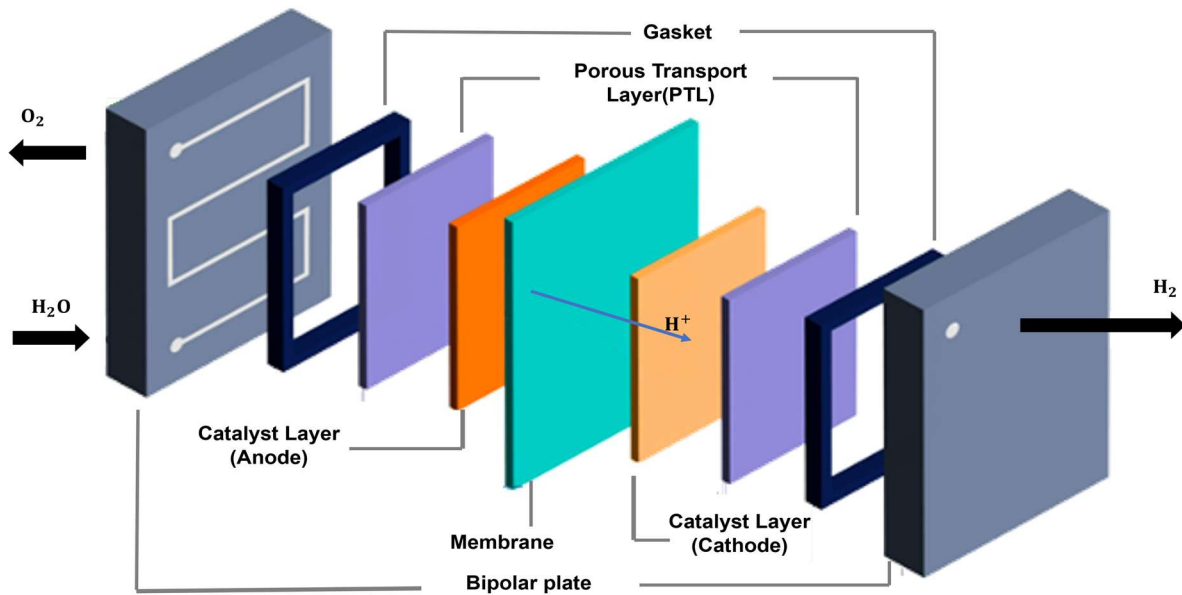 Gasket
Porous Transport
Layer(PTL)
O₂
H₂O
H⁺
H₂
Catalyst Layer
(Anode)
Catalyst Layer
(Cathode)
Membrane
Bipolar plate